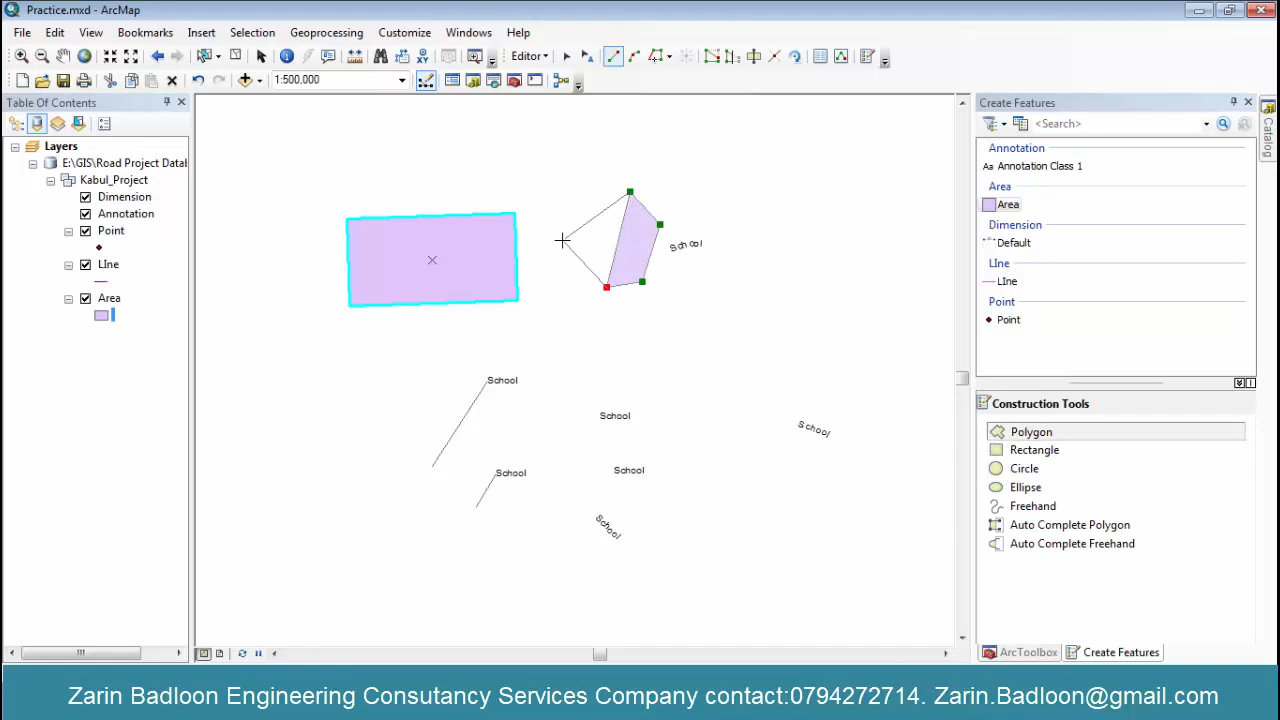 Practice.mxd - ArcMap
File Edit View Bookmarks Insert Selection Geoprocessing Customize Windows Help
Editor
1:500,000
Table Of Contents
Layers
E:\GIS\Road Project Datab
Kabul_Project
Dimension
Annotation
Point
LIne
Area
School
School
School
School
School
School
School
Create Features
<Search>
Annotation
Aa Annotation Class 1
Area
Area
Dimension
Default
LIne
LIne
Point
Point
Construction Tools
Polygon
Rectangle
Circle
Ellipse
Freehand
Auto Complete Polygon
Auto Complete Freehand
ArcToolbox Create Features
Catalog
Zarin Badloon Engineering Consutancy Services Company contact:0794272714. Zarin.Badloon@gmail.com